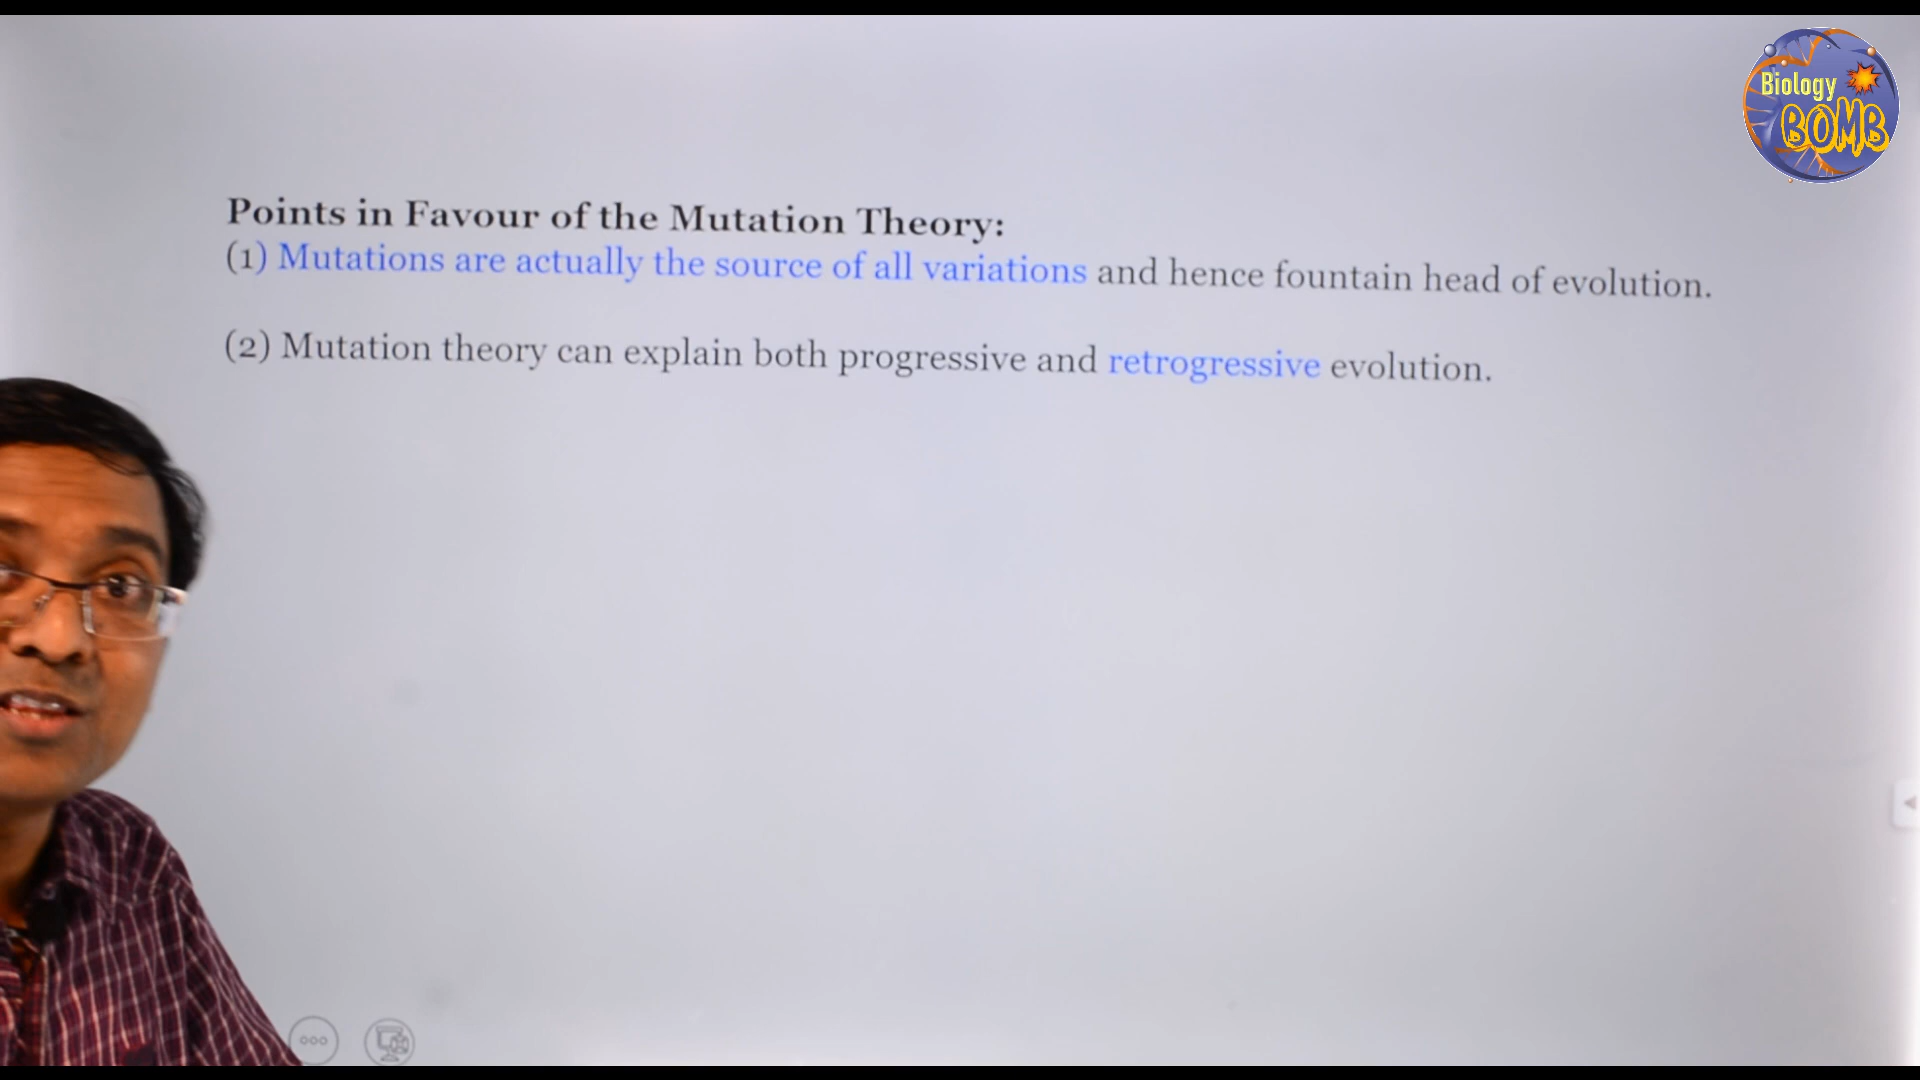 Biology
BOMB
Points in Favour of the Mutation Theory:
(1) Mutations are actually the source of all variations and hence fountain head of evolution.
(2) Mutation theory can explain both progressive and retrogressive evolution.